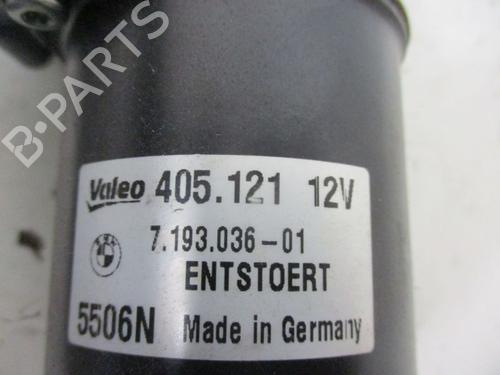 B-PARTS
Valeo 405.121 12V
7.193.036-01
ENTSTOERT
5506N Made in Germany